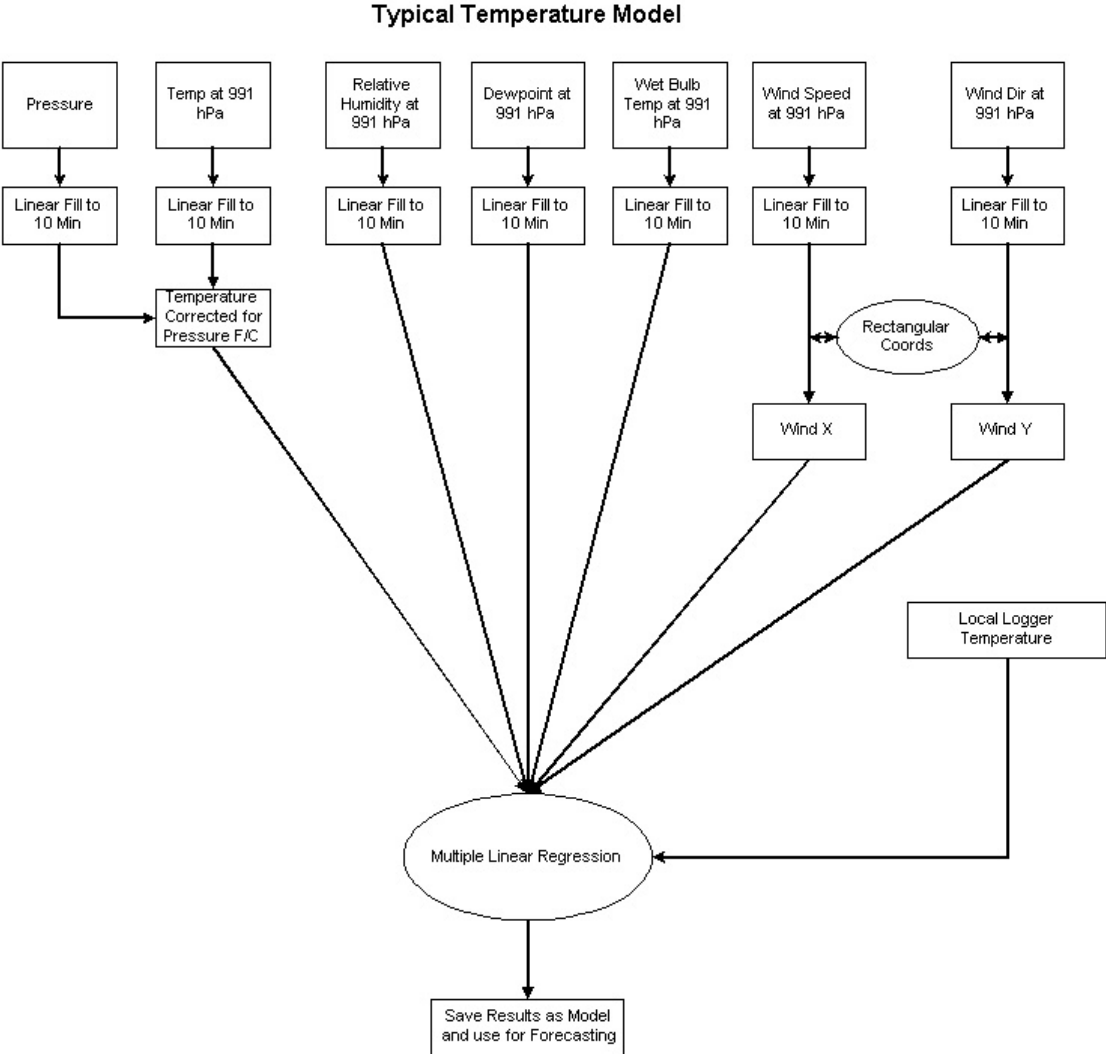 Typical Temperature Model
Pressure
Temp at 991
hPa
Relative
Humidity at
991 hPa
Dewpoint at
991 hPa
Wet Bulb
Temp at 991
hPa
Wind Speed
at 991 hPa
Wind Dir at
991 hPa
Linear Fill to
10 Min
Linear Fill to
10 Min
Linear Fill to
10 Min
Linear Fill to
10 Min
Linear Fill to
10 Min
Linear Fill to
10 Min
Linear Fill to
10 Min
Temperature
Corrected for
Pressure F/C
Rectangular
Coords
Wind X
Wind Y
Local Logger
Temperature
Multiple Linear Regression
Save Results as Model
and use for Forecasting